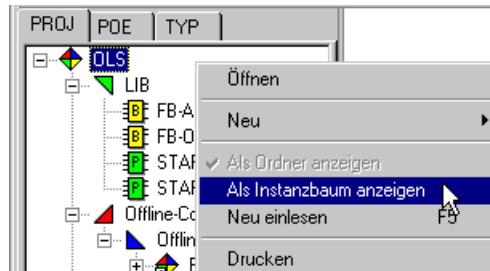 PROJ POE TYP
OLS
Öffnen
LIB
FB-A
Neu
FB-O
STAF
Als Ordner anzeigen
STAF
Als Instanzbaum anzeigen
Offline-Co
Neu einlesen F5
Offlin
Drucken